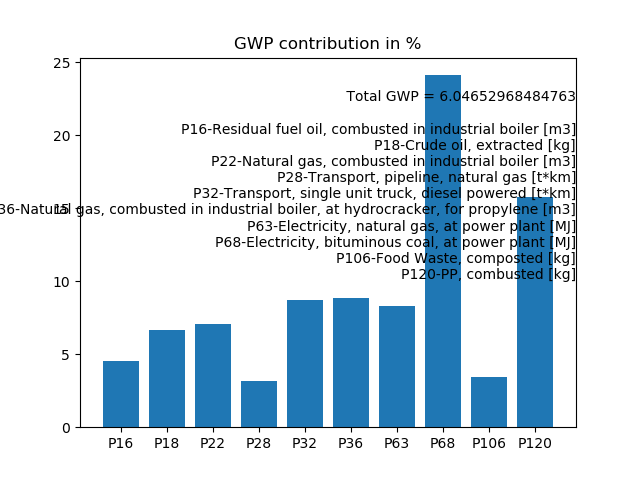 GWP contribution in %
25
Total GWP = 6.04652968484763
P16-Residual fuel oil, combusted in industrial boiler [m3]
20
P18-Crude oil, extracted [kg]
P22-Natural gas, combusted in industrial boiler [m3]
P28-Transport, pipeline, natural gas [t*km]
P32-Transport, single unit truck, diesel powered [t*km]
36-Natural gas, combusted in industrial boiler, at hydrocracker, for propylene [m3]
15
P63-Electricity, natural gas, at power plant [MJ]
P68-Electricity, bituminous coal, at power plant [MJ]
P106-Food Waste, composted [kg]
P120-PP, combusted [kg]
10
5
0
P16 P18 P22 P28 P32 P36 P63 P68 P106 P120